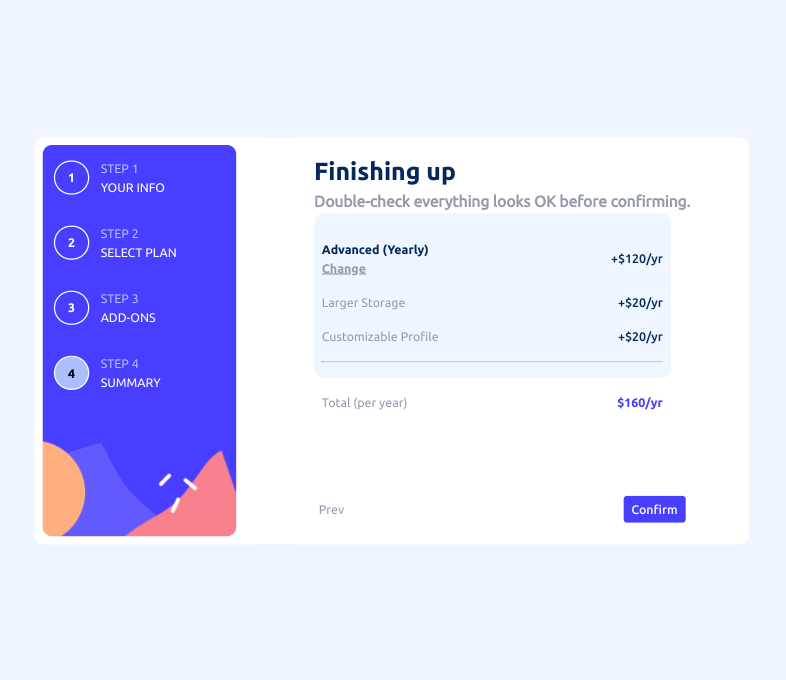 1
STEP 1
YOUR INFO
2
STEP 2
SELECT PLAN
3
STEP 3
ADD-ONS
4
STEP 4
SUMMARY
Finishing up
Double-check everything looks OK before confirming.
Advanced (Yearly)
Change
+$120/yr
Larger Storage +$20/yr
Customizable Profile +$20/yr
Total (per year) $160/yr
Prev Confirm